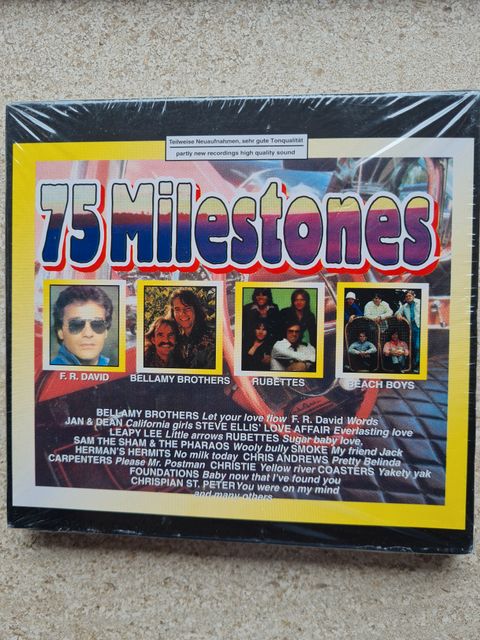 Teilweise Neuaufnahmen, sehr gute Tonqualität
partly new recordings high quality sound
75 Milestones
F. R. DAVID
BELLAMY BROTHERS
RUBETTES
BEACH BOYS
BELLAMY BROTHERS Let your love flow F. R. David Words
JAN & DEAN California girls STEVE ELLIS' LOVE AFFAIR Everlasting love
LEAPY LEE Little arrows RUBETTES Sugar baby love,
SAM THE SHAM & THE PHARAOS Wooly bully SMOKE My friend Jack
HERMAN'S HERMITS No milk today CHRIS ANDREWS Pretty Belinda
CARPENTERS Please Mr. Postman CHRISTIE Yellow river COASTERS Yakety yak
FOUNDATIONS Baby now that I've found you
CHRISPIAN ST. PETER You were on my mind
and many others